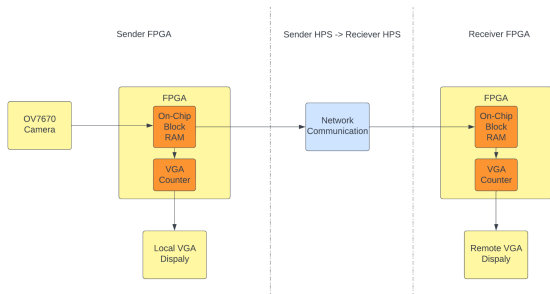 Sender FPGA
Sender HPS -> Reciever HPS
Receiver FPGA
OV7670
Camera
FPGA
On-Chip
Block
RAM
VGA
Counter
Local VGA
Dispaly
Network
Communication
FPGA
On-Chip
Block
RAM
VGA
Counter
Remote VGA
Dispaly